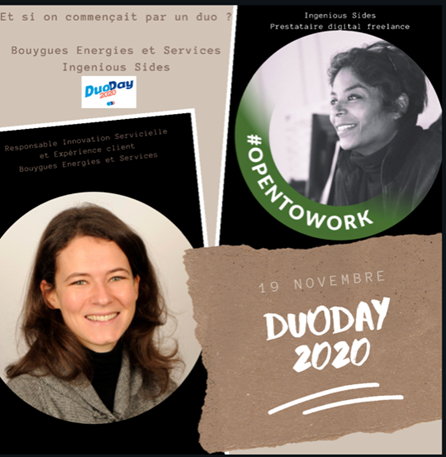 Et si on commençait par un duo ?
Bouygues Energies et Services
Ingenious Sides
DuoDay
2020
Ingenious Sides
Prestataire digital freelance
Responsable Innovation Servicielle
et Expérience client
Bouygues Energies et Services
#OPENTOWORK
19 NOVEMBRE
DUODAY
2020